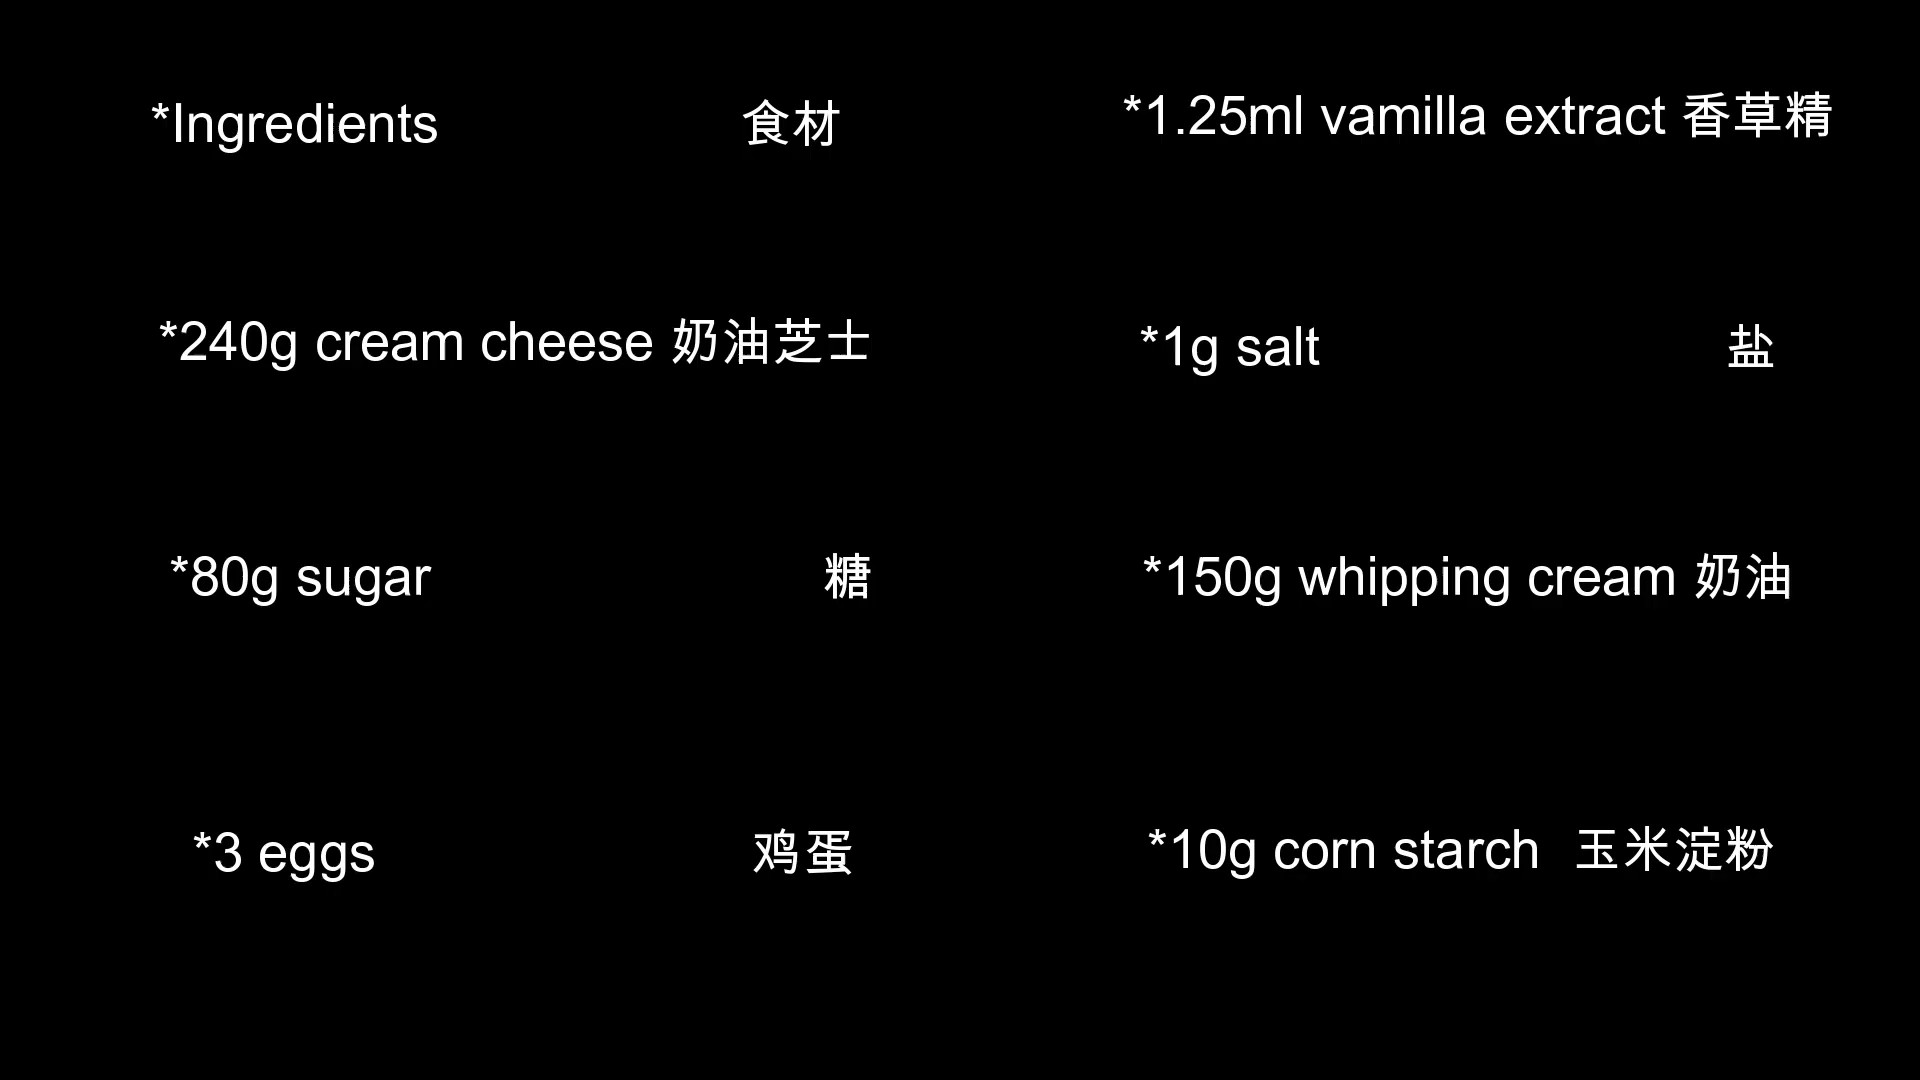 *Ingredients 食材
*240g cream cheese 奶油芝士
*80g sugar 糖
*3 eggs 鸡蛋
*1.25ml vamilla extract 香草精
*1g salt 盐
*150g whipping cream 奶油
*10g corn starch 玉米淀粉